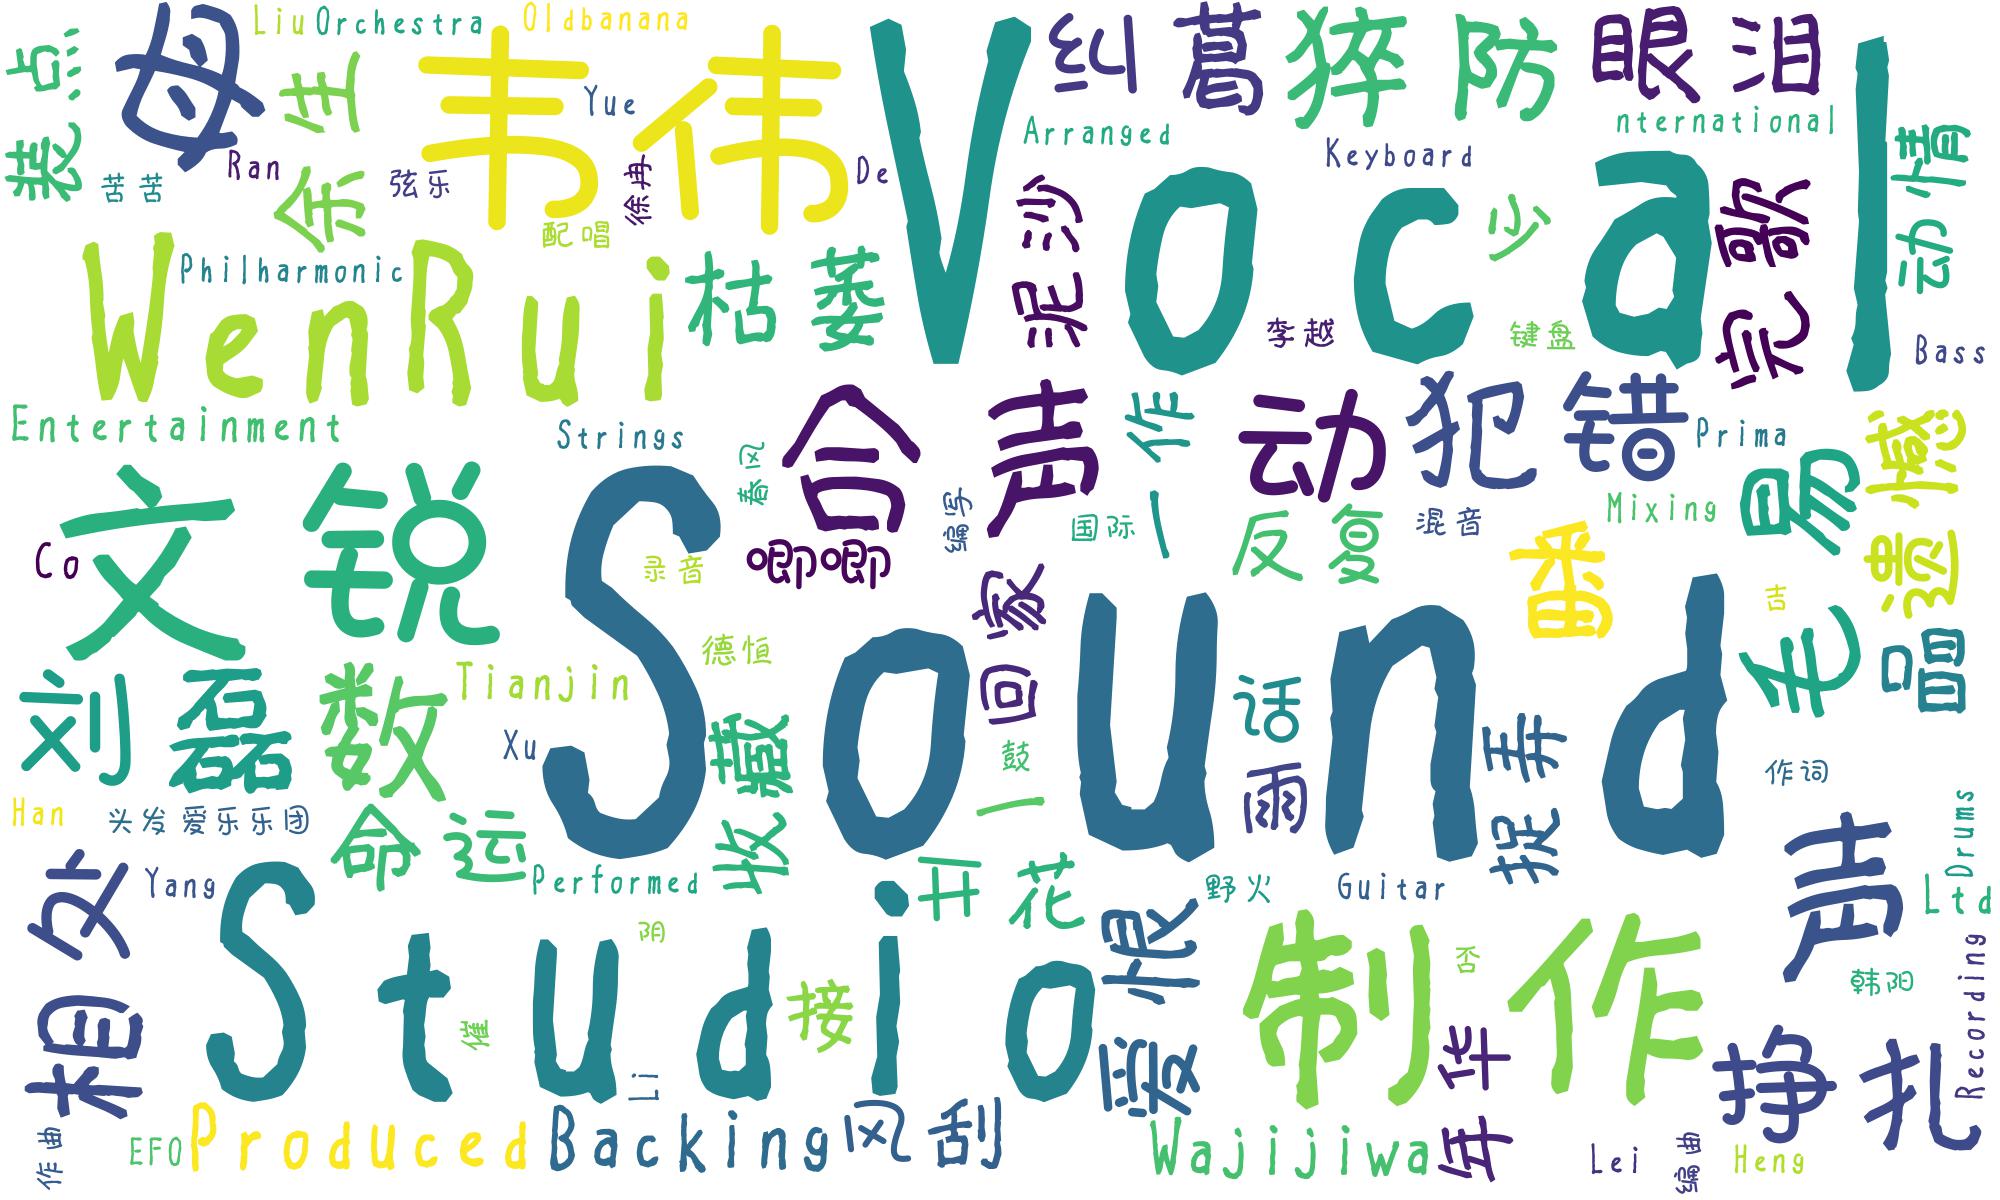 装点
母
Liu
Orchestra
Oldbanana
余生
Ran
苦苦
弦乐
韦伟
Yue
徐冉
配唱
De
Vocal
纠葛
猝防
眼泪
Arranged
Keyboard
nternational
动情
泥沙
少
完歌
李越
键盘
Bass
WenRui
Philharmonic
枯萎
Entertainment
Strings
春风
合声
编写
一作
国际
动
犯错
Prima
Mixing
混音
反复
易毛
遗憾
Co
文锐
录音
唧唧
Sound
回家
番
吉
唱
刘磊
数
Tianjin
德恒
Xu
收藏
鼓
一
话
雨
捉弄
作词
Han
头发
爱乐乐团
命运
Performed
开花
野火
Guitar
声
Drums
Ltd
相处
Yang
Studio
阴
催
接
爱恨
制作
否
韩阳
Recording
年华
挣扎
Li
作曲
EFO
Produced
Backing
风刮
Wajijiwa
Lei
编曲
Heng